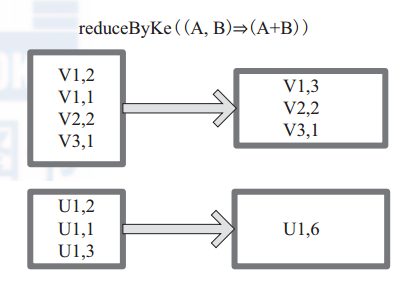 reduceByKe((A, B)⇒(A+B))
V1,2
V1,1
V2,2
V3,1
V1,3
V2,2
V3,1
U1,2
U1,1
U1,3
U1,6